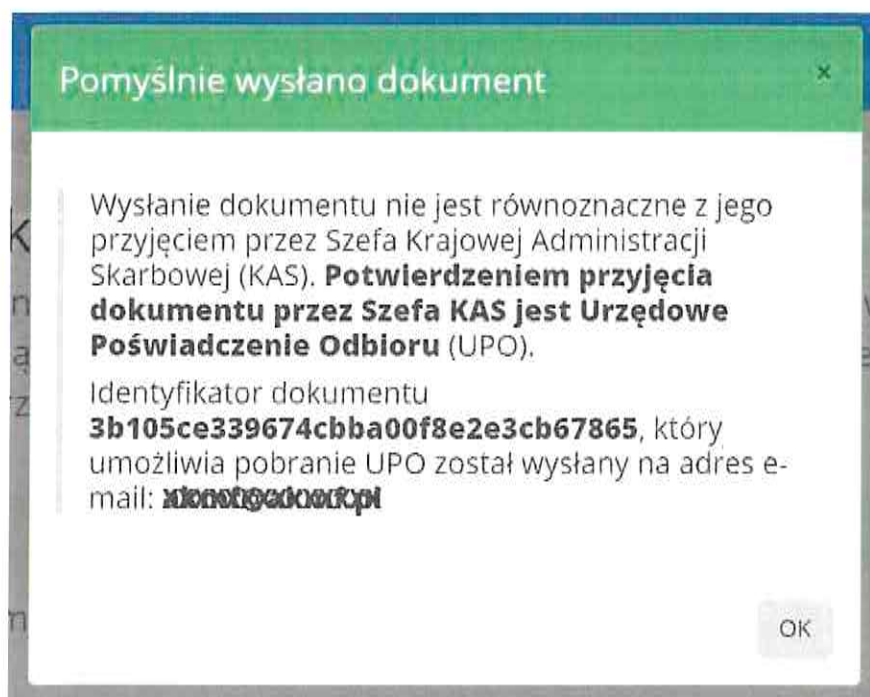 Pomyślnie wysłano dokument
×
Wysłanie dokumentu nie jest równoznaczne z jego
przyjęciem przez Szefa Krajowej Administracji
Skarbowej (KAS). Potwierdzeniem przyjęcia
dokumentu przez Szefa KAS jest Urzędowe
Poświadczenie Odbioru (UPO).
Identyfikator dokumentu
3b105ce339674cbba00f8e2e3cb67865, który
umożliwia pobranie UPO został wysłany na adres e-
mail:
OK